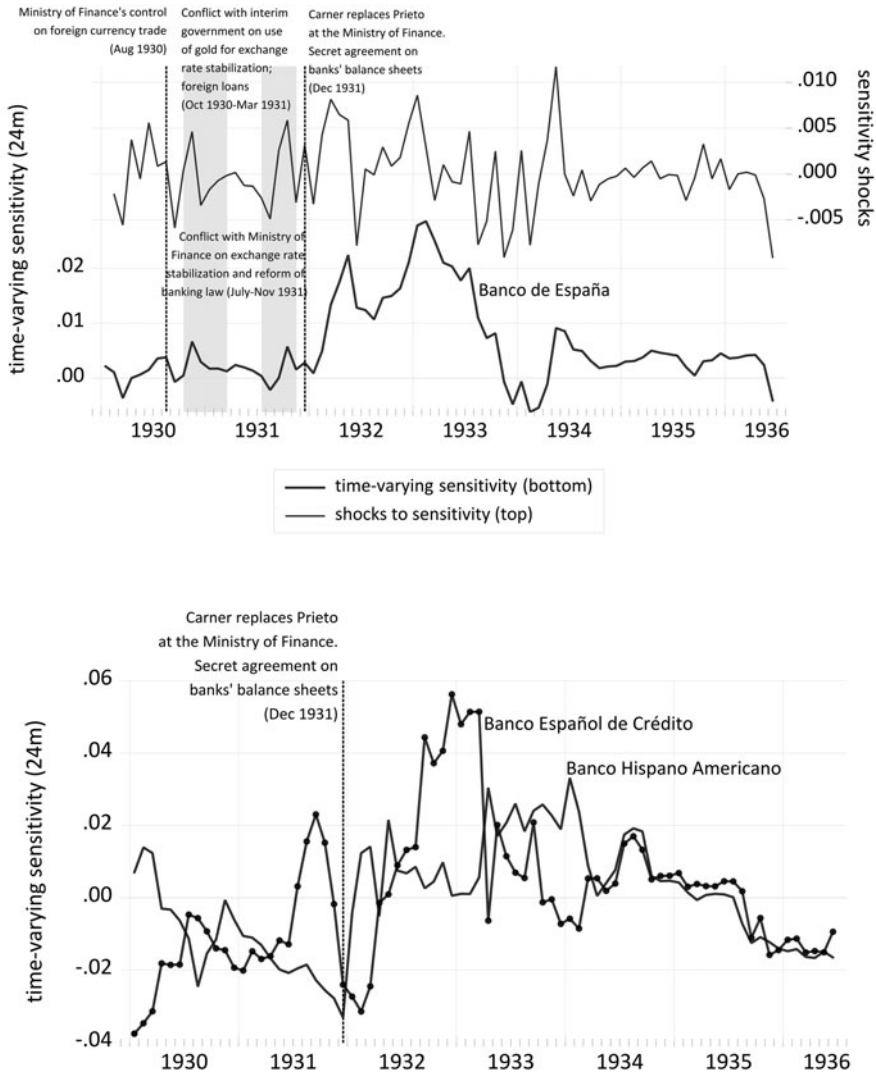 Ministry of Finance's control
on foreign currency trade
(Aug 1930)
Conflict with interim
government on use
of gold for exchange
rate stabilization;
foreign loans
(Oct 1930-Mar 1931)
Carner replaces Prieto
at the Ministry of Finance.
Secret agreement on
banks' balance sheets
(Dec 1931)
time-varying sensitivity (24m)
.02
.01
.00
.010
.005
.000
-.005
sensitivity shocks
Conflict with Ministry of
Finance on exchange rate
stabilization and reform of
banking law (July-Nov 1931)
Banco de España
1930 1931 1932 1933 1934 1935 1936
time-varying sensitivity (bottom)
shocks to sensitivity (top)
Carner replaces Prieto
at the Ministry of Finance.
Secret agreement on
banks' balance sheets
(Dec 1931)
time-varying sensitivity (24m)
.06
.04
.02
.00
-.02
-.04
Banco Español de Crédito
Banco Hispano Americano
1930 1931 1932 1933 1934 1935 1936